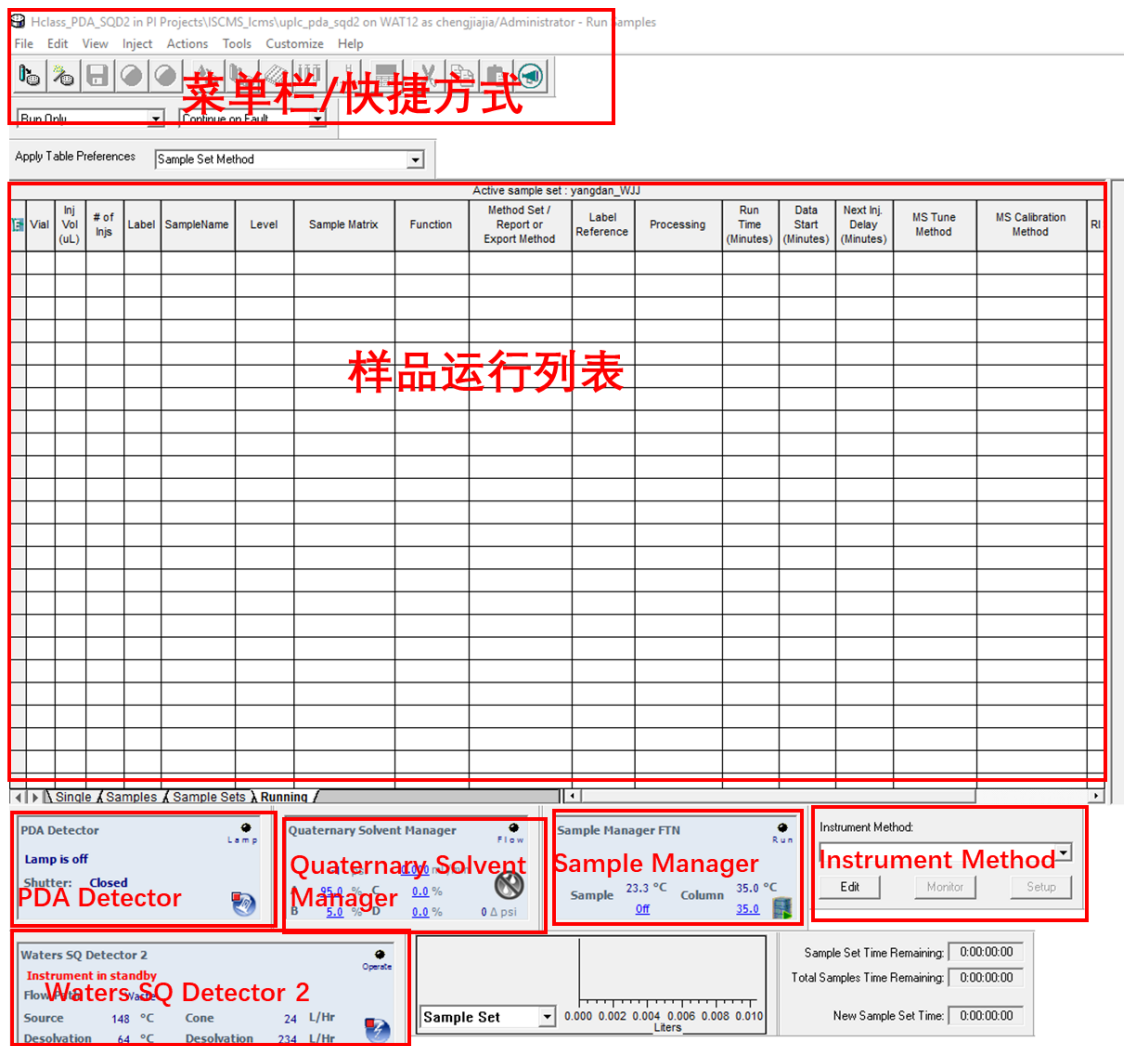 Hclass_PDA_SQD2 in PI Projects\ISCMS_lcms\uplc_pda_sqd2 on WAT12 as chengjiajia/Administrator - Run Samples
File Edit View Inject Actions Tools Customize Help
菜单栏/快捷方式
Run Only Continue on Fault
Apply Table Preferences Sample Set Method
Active sample set : yangdan_WJJ
Vial Inj Vol (uL) # of Injs Label SampleName Level Sample Matrix Function Method Set / Report or Export Method Label Reference Processing Run Time (Minutes) Data Start (Minutes) Next Inj. Delay (Minutes) MS Tune Method MS Calibration Method
样品运行列表
Single Samples Sample Sets Running
PDA Detector
Lamp
Lamp is off
Shutter: Closed
PDA Detector
Quaternary Solvent Manager
Flow
0.000
Quaternary Solvent
Manager
95.0 % C 0.0 %
B 5.0 % D 0.0 % 0 Δ psi
Sample Manager FTN
Run
Sample Manager
Sample 23.3 °C Column 35.0 °C
Off 35.0
Instrument Method:
Instrument Method
Edit Monitor Setup
Waters SQ Detector 2
Operate
Instrument in standby
Flow Path Waste
Waters SQ Detector 2
Source 148 °C Cone 24 L/Hr
Desolvation 64 °C Desolvation 234 L/Hr
Sample Set
0.000 0.002 0.004 0.006 0.008 0.010
Liters
Sample Set Time Remaining: 0:00:00:00
Total Samples Time Remaining: 0:00:00:00
New Sample Set Time: 0:00:00:00